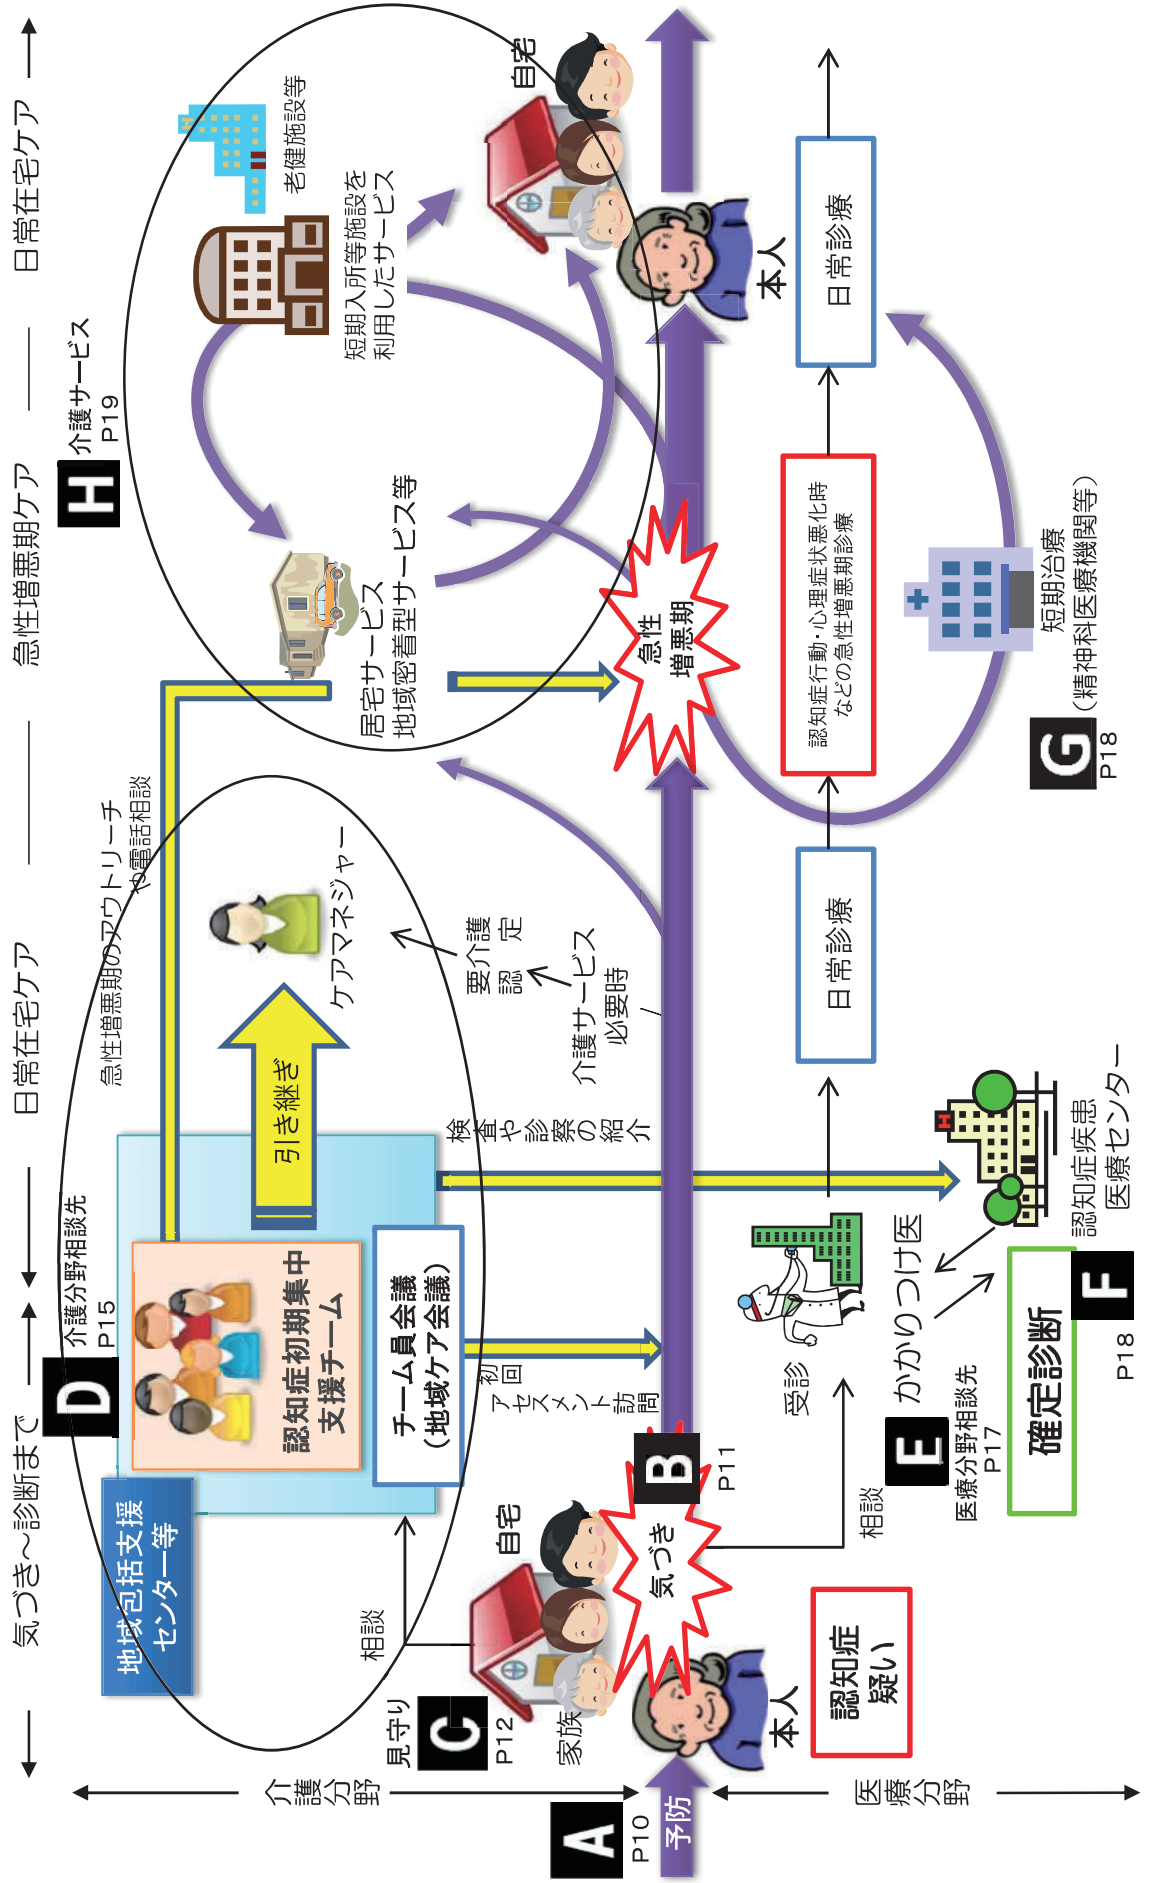 気づき～診断まで
日常在宅ケア
急性増悪期ケア
日常在宅ケア
介護分野
医療分野
A
P10
予防
本人
認知症
疑い
見守り
C
P12
家族
自宅
気づき
B
P11
相談
相談
地域包括支援
センター等
D
介護分野相談先
P15
認知症初期集中
支援チーム
チーム員会議
(地域ケア会議)
初回
アセスメント訪問
引き継ぎ
検査や診察の紹介
急性増悪期のアウトリーチ
や電話相談
ケアマネジャー
要介護
認定
介護サービス
必要時
受診
かかりつけ医
E
医療分野相談先
P17
確定診断
F
P18
認知症疾患
医療センター
日常診療
H
介護サービス
P19
居宅サービス
地域密着型サービス等
短期入所等施設を
利用したサービス
老健施設等
急性
増悪期
認知症行動・心理症状悪化時
などの急性増悪期診療
G
P18
短期治療
(精神科医療機関等)
自宅
本人
日常診療